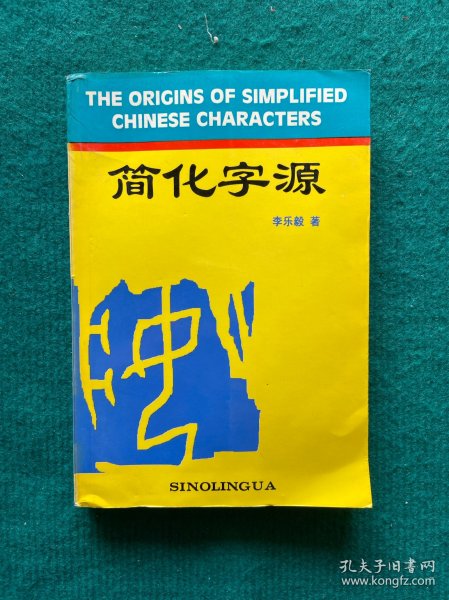 THE ORIGINS OF SIMPLIFIED
CHINESE CHARACTERS
简化字源
李乐毅 著
SINOLINGUA
孔夫子旧书网
www.kongfz.com